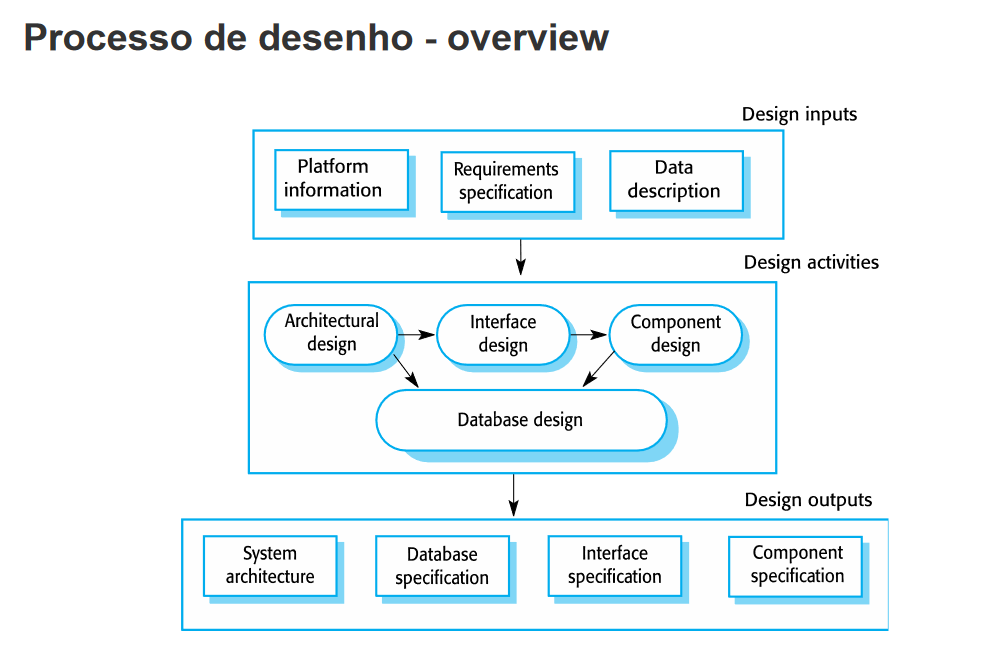 Processo de desenho - overview
Design inputs
Platform
information
Requirements
specification
Data
description
Design activities
Architectural
design
Interface
design
Component
design
Database design
Design outputs
System
architecture
Database
specification
Interface
specification
Component
specification